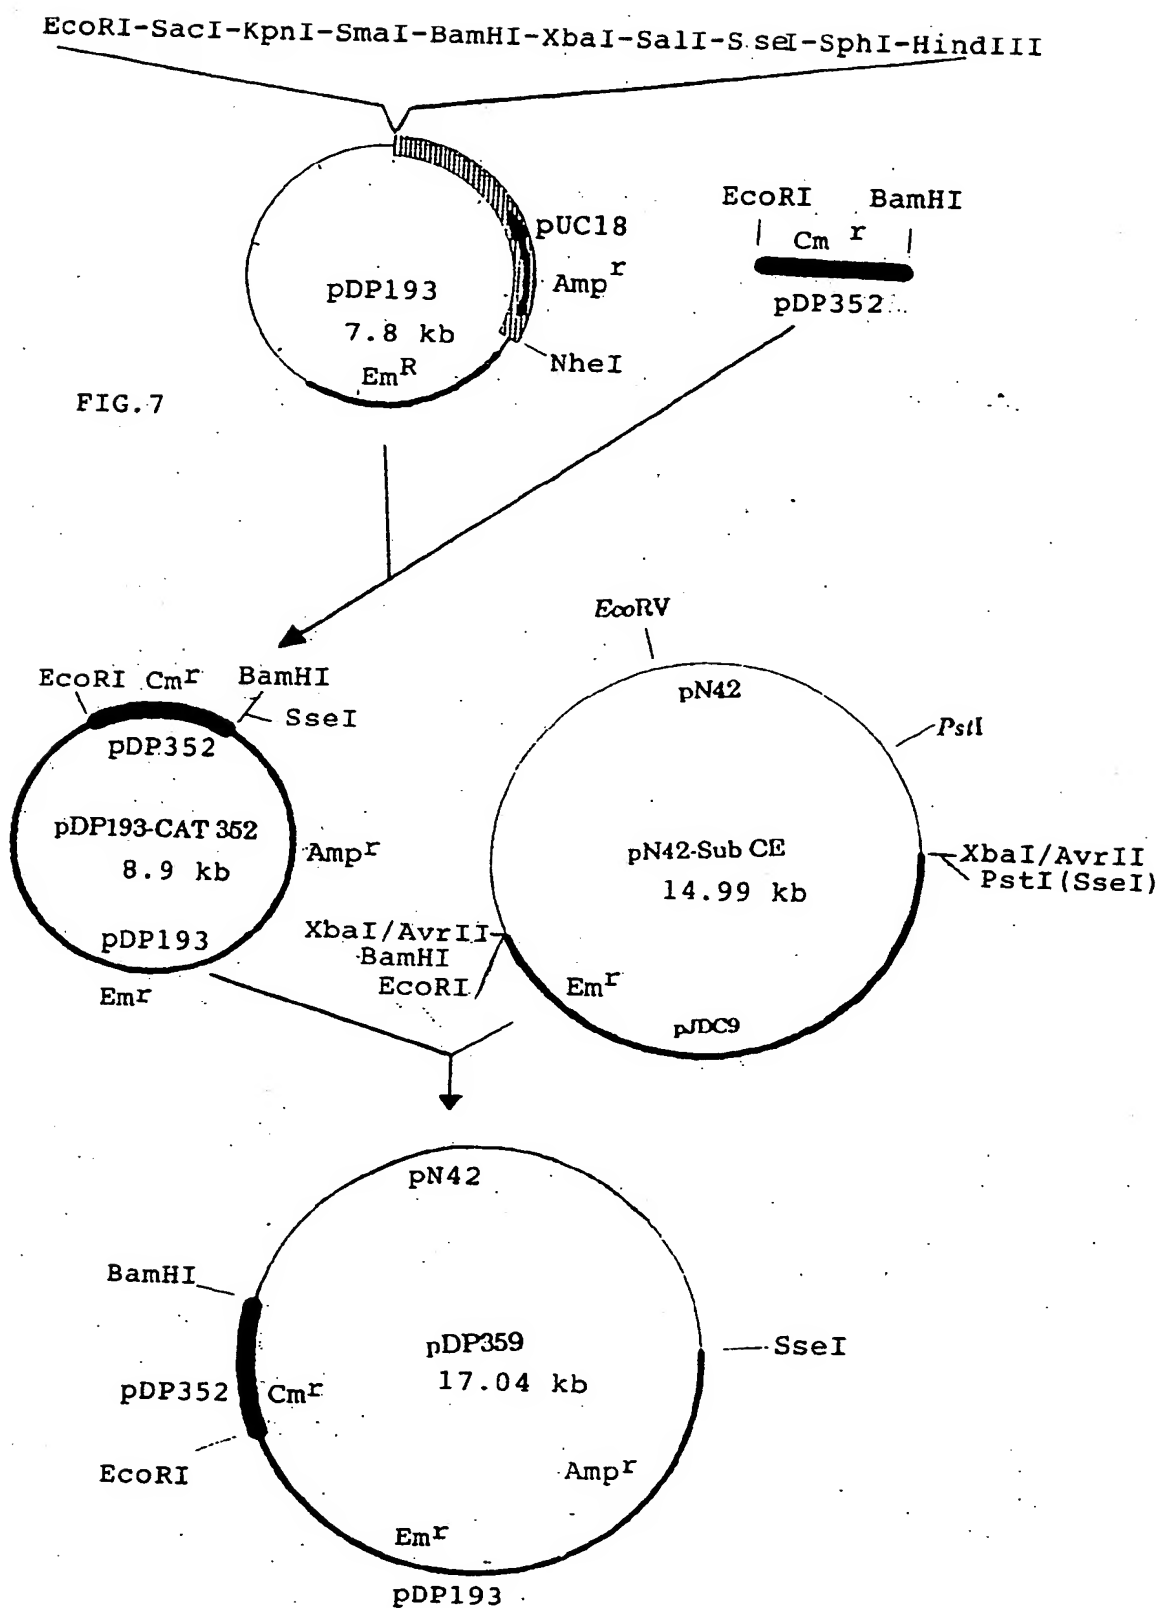 EcoRI-SacI-KpnI-SmaI-BamHI-XbaI-SalI-SseI-SphI-HindIII
EcoRI BamHI
Cm r
pUC18
Amp r
pDP193
7.8 kb
pDP352
NheI
Em R
FIG.7
EcoRV
EcoRI Cm r BamHI
SseI
pN42
PstI
pDP352
pDP193-CAT 352
8.9 kb
Amp r
pN42-Sub CE
14.99 kb
XbaI/AvrII
PstI(SseI)
XbaI/AvrII
BamHI
EcoRI
pDP193
Em r
Em r
pJDC9
pN42
BamHI
pDP359
17.04 kb
SseI
pDP352 Cm r
EcoRI
Amp r
Em r
pDP193